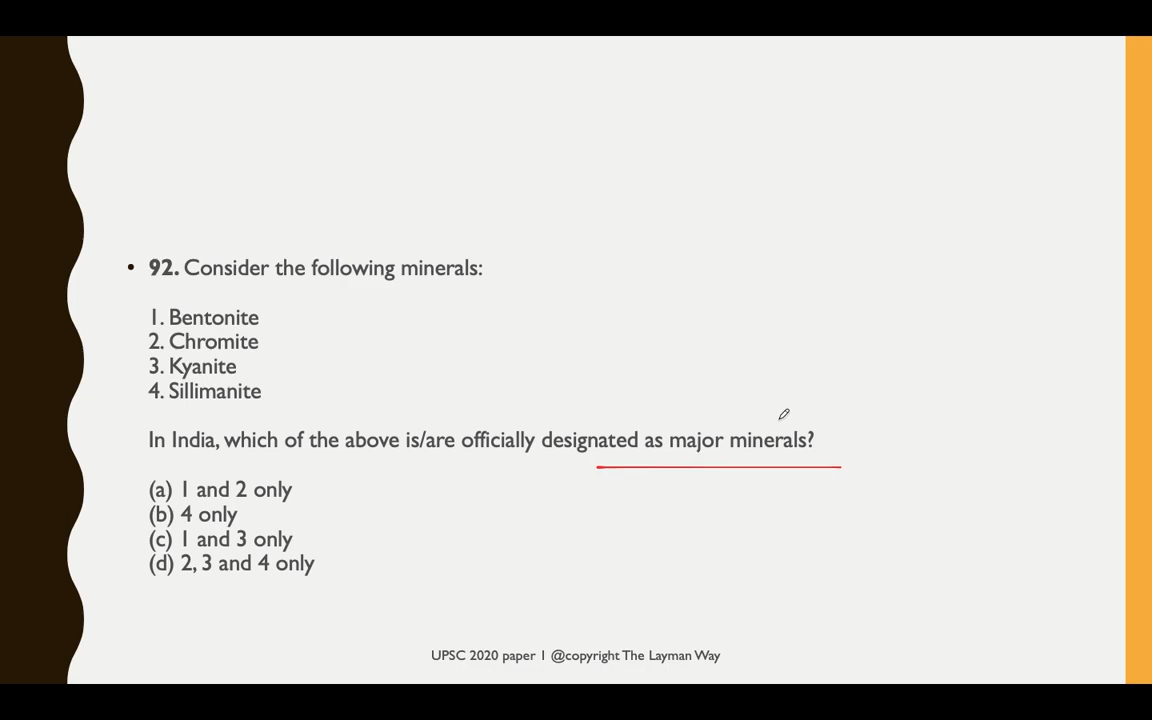 • 92. Consider the following minerals:
1. Bentonite
2. Chromite
3. Kyanite
4. Sillimanite
In India, which of the above is/are officially designated as major minerals?
(a) 1 and 2 only
(b) 4 only
(c) 1 and 3 only
(d) 2, 3 and 4 only
UPSC 2020 paper 1 @copyright The Layman Way